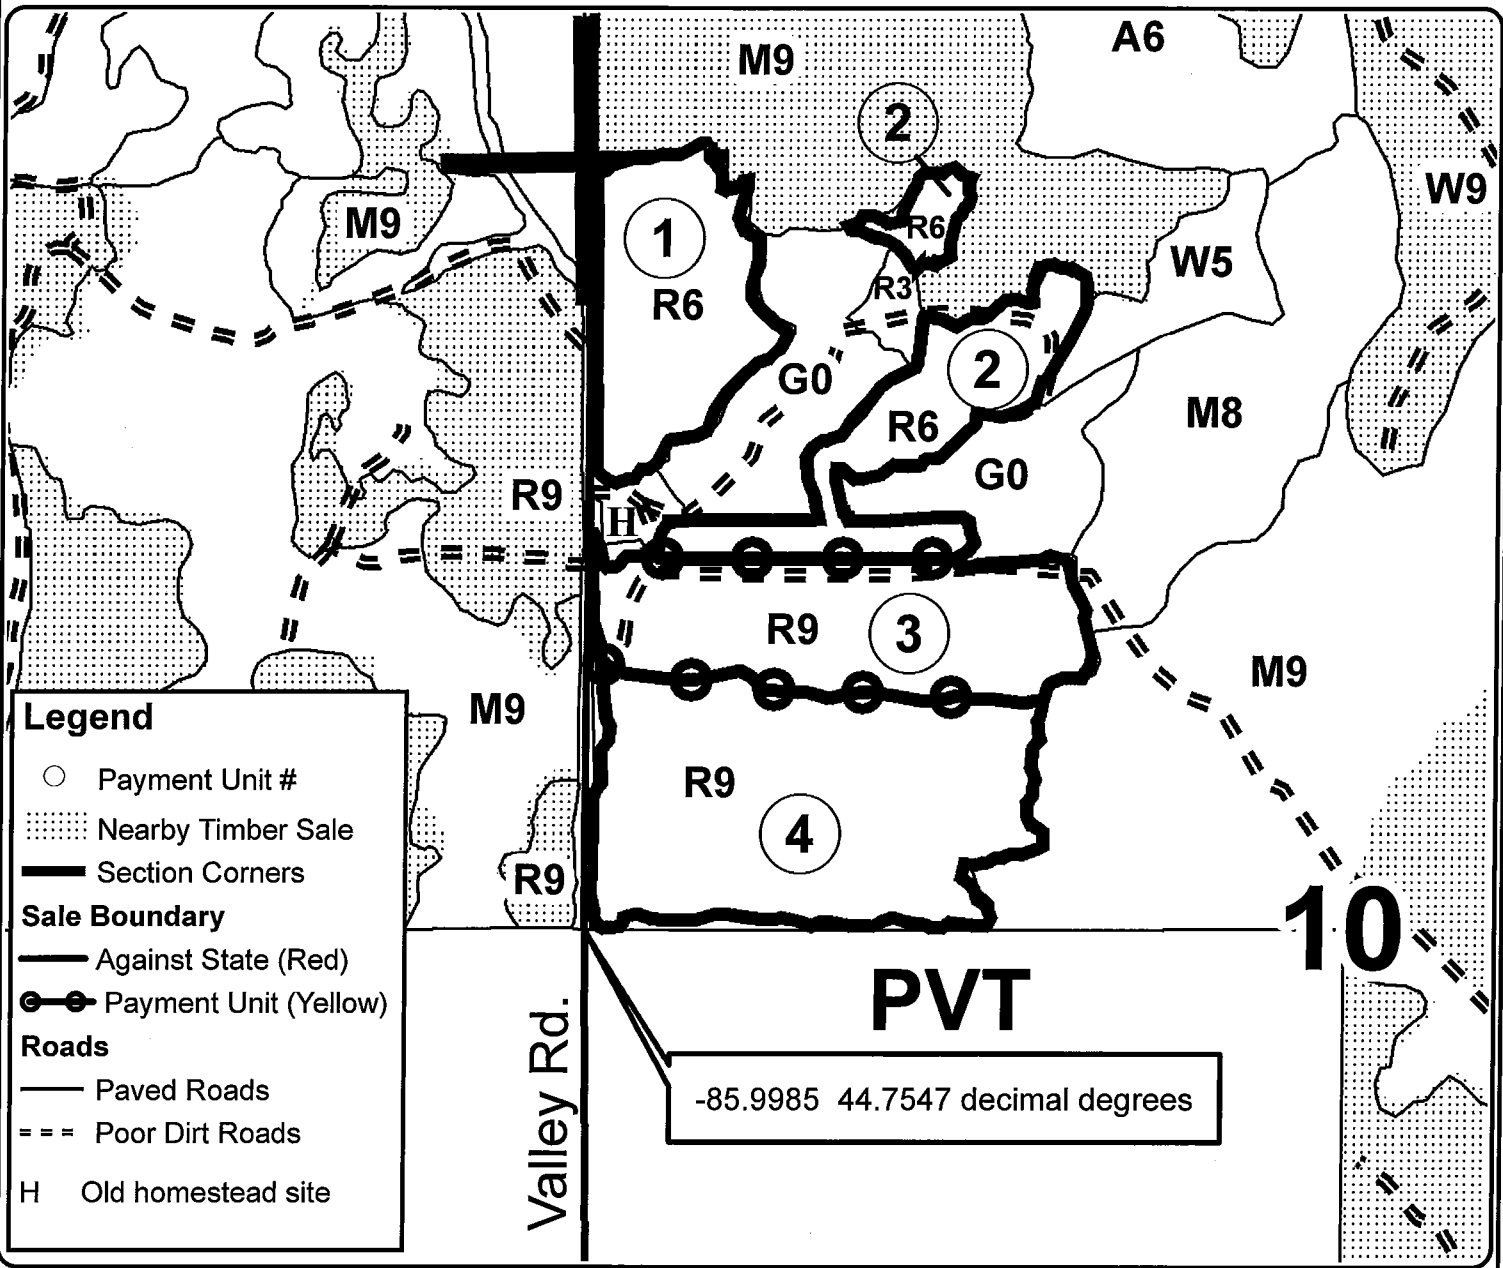 M9
A6
2
W9
M9
1
R6
W5
R3
R6
G0
2
M8
R6
G0
R9
H
R9
3
M9
M9
R9
4
R9
10
PVT
Valley Rd.
-85.9985 44.7547 decimal degrees
Legend
Payment Unit #
Nearby Timber Sale
Section Corners
Sale Boundary
Against State (Red)
Payment Unit (Yellow)
Roads
Paved Roads
=== Poor Dirt Roads
H Old homestead site